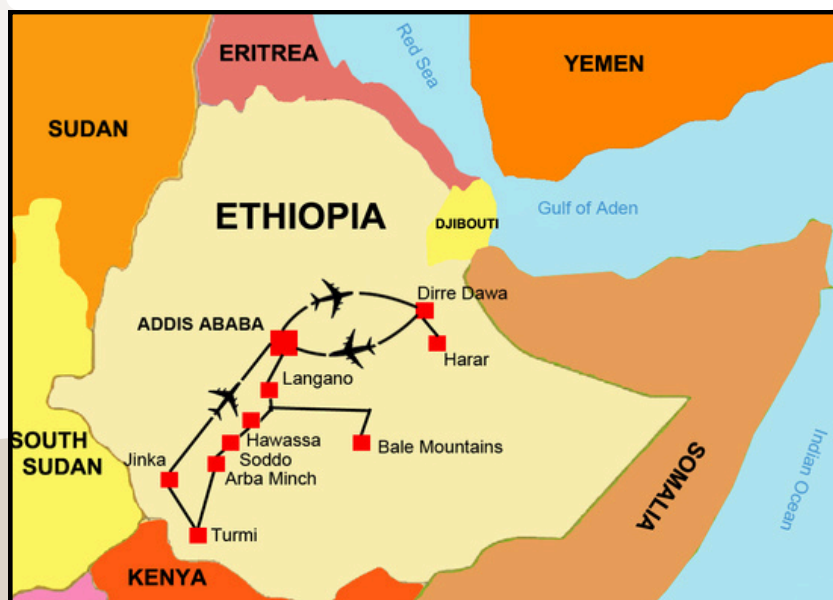 Red Sea
ERITREA
YEMEN
SUDAN
ETHIOPIA
DJIBOUTI
Gulf of Aden
Dirre Dawa
ADDIS ABABA
Harar
Langano
Hawassa
Bale Mountains
SOUTH
SUDAN
Soddo
Jinka
Arba Minch
SOMALIA
Indian Ocean
Turmi
KENYA